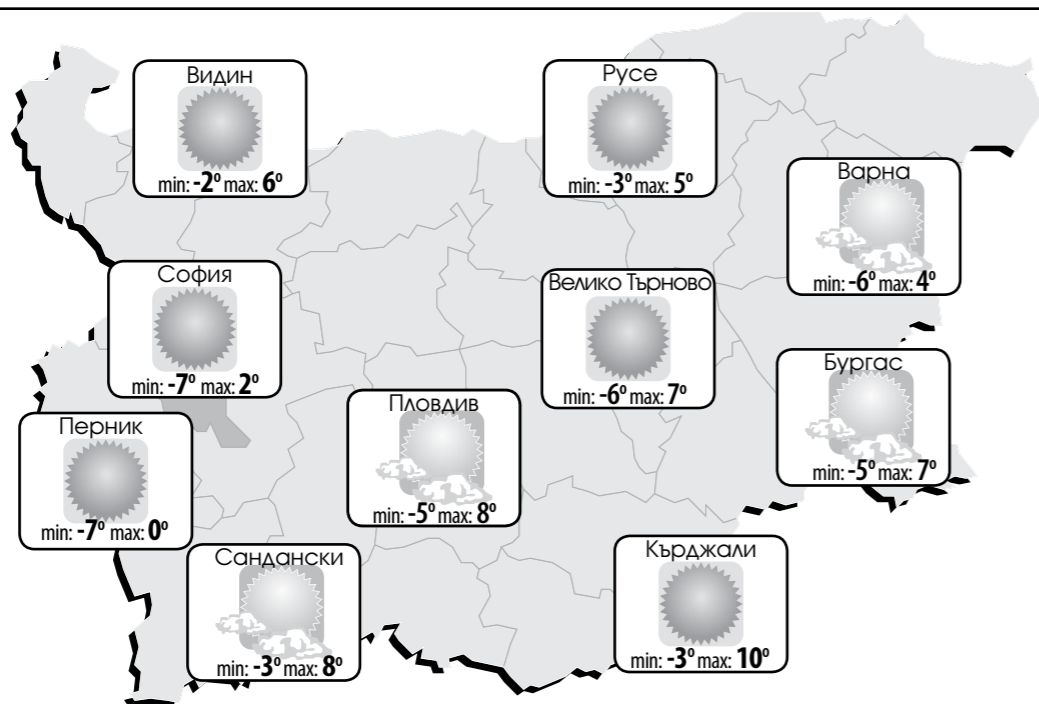 Видин
min: -2° max: 6°
Русе
min: -3° max: 5°
Варна
min: -6° max: 4°
София
min: -7° max: 2°
Велико Търново
min: -6° max: 7°
Бургас
min: -5° max: 7°
Пловдив
min: -5° max: 8°
Перник
min: -7° max: 0°
Сандански
min: -3° max: 8°
Кърджали
min: -3° max: 10°